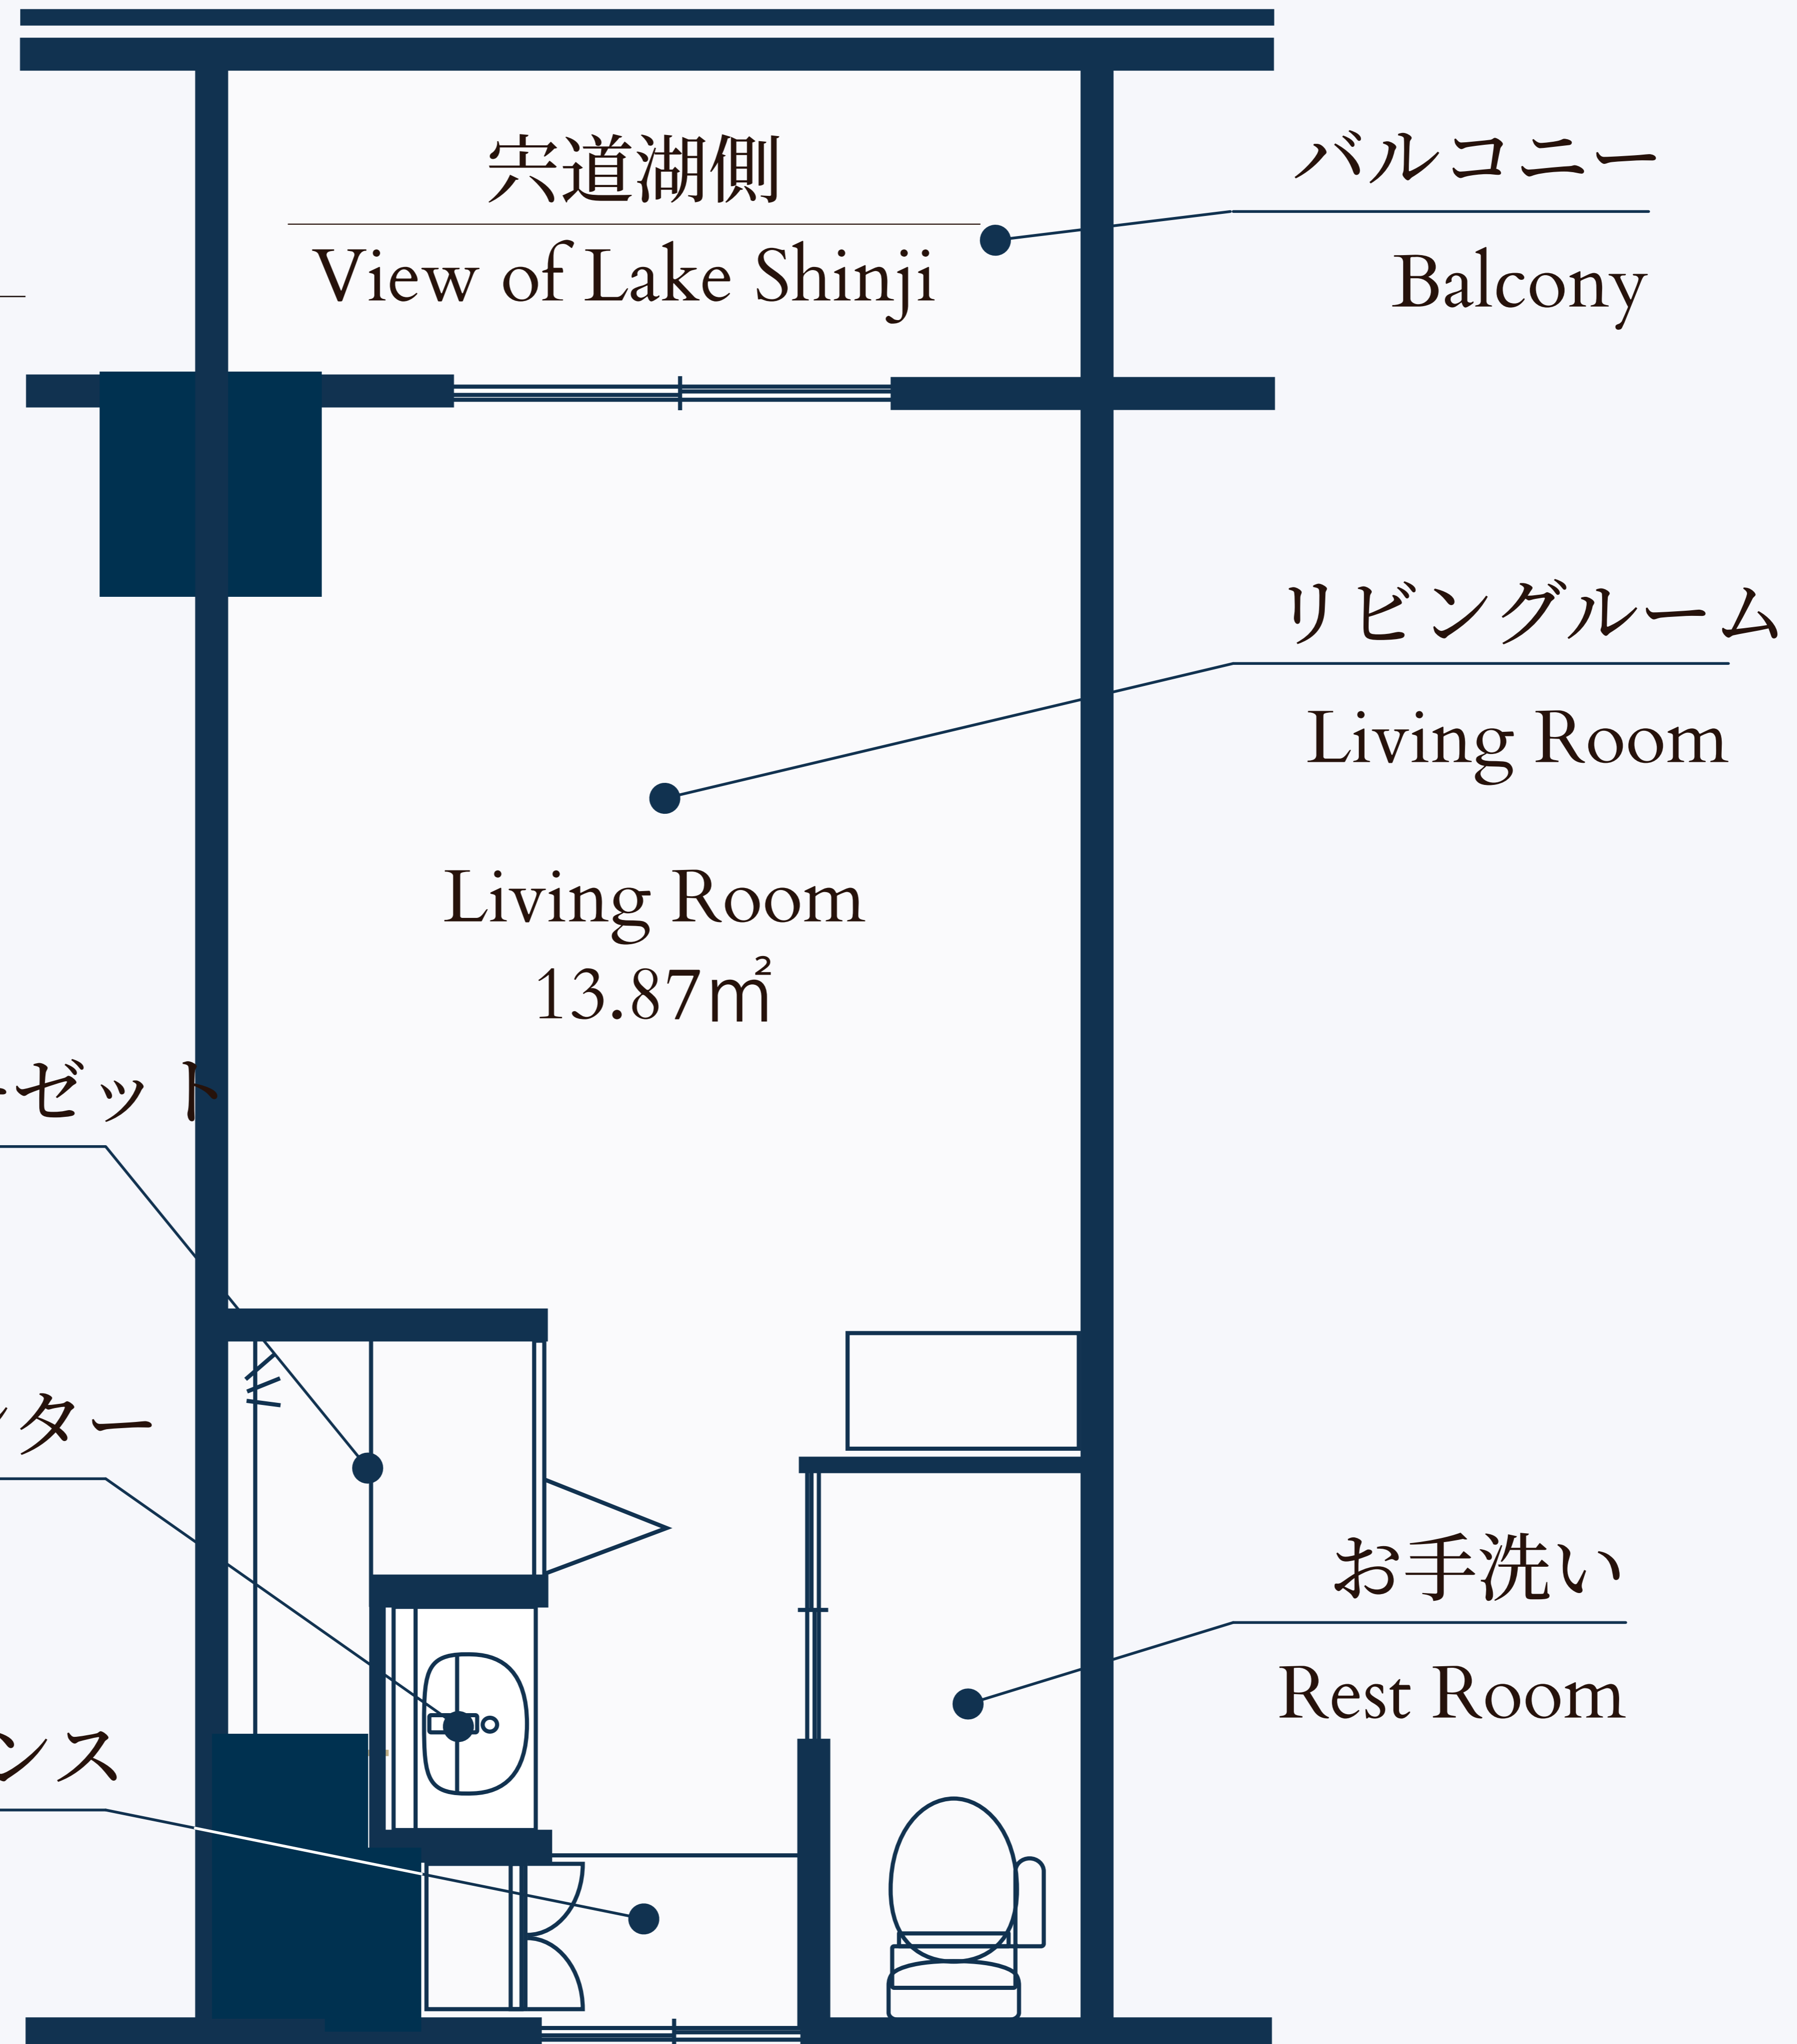 宍道湖側
View of Lake Shinji
バルコニー
Balcony
リビングルーム
Living Room
Living Room
13.87㎡
ーゼット
ター
お手洗い
Rest Room
ンス